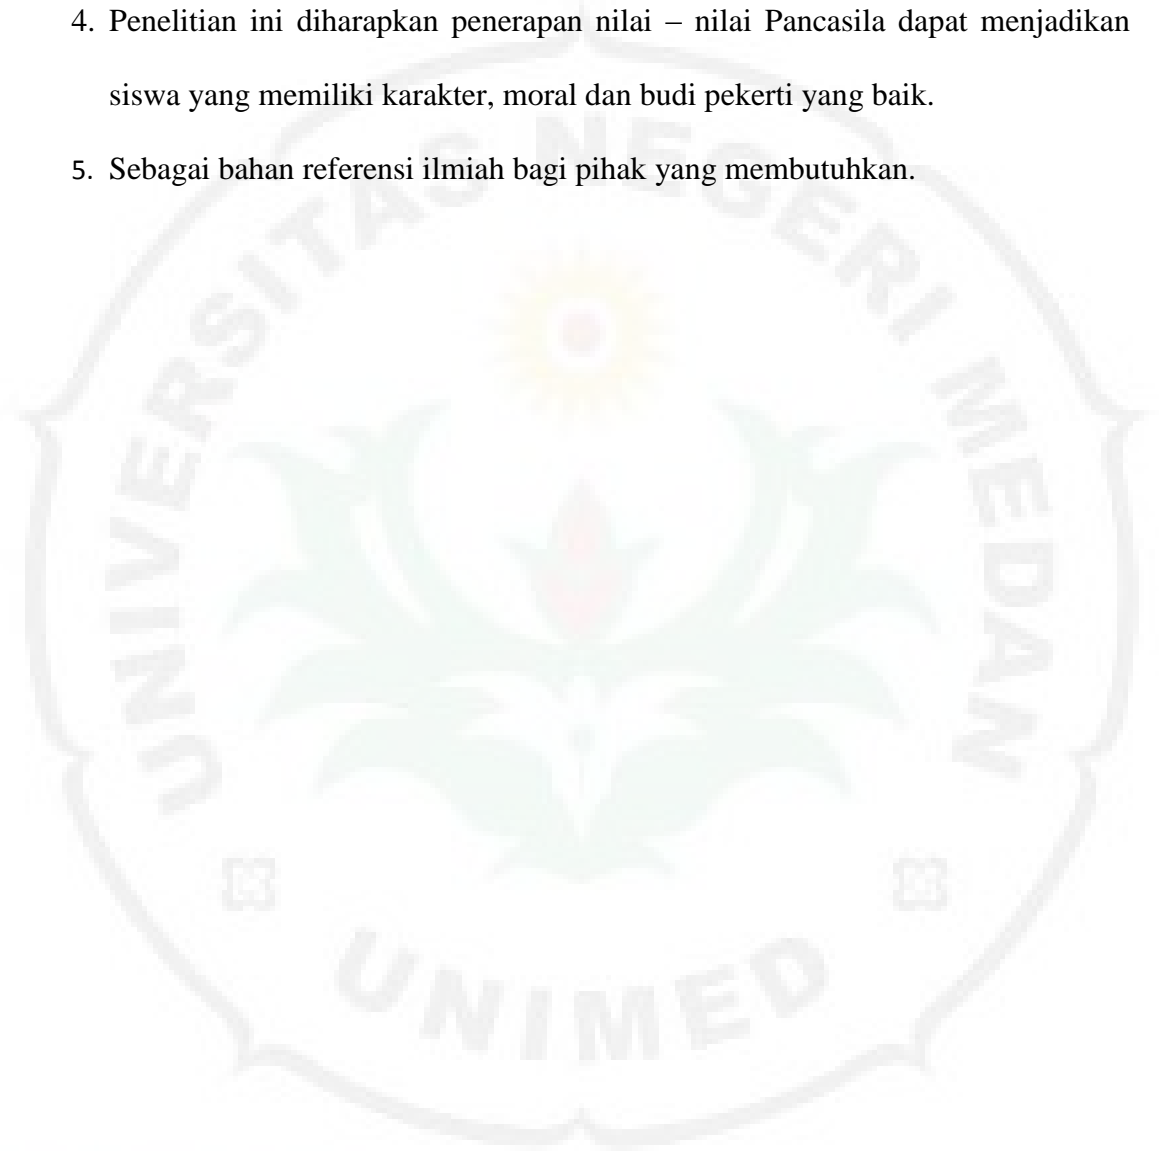 4. Penelitian ini diharapkan penerapan nilai – nilai Pancasila dapat menjadikan
siswa yang memiliki karakter, moral dan budi pekerti yang baik.
5. Sebagai bahan referensi ilmiah bagi pihak yang membutuhkan.
UNIVERSITAS NEGERI MEDAN
UNIMED